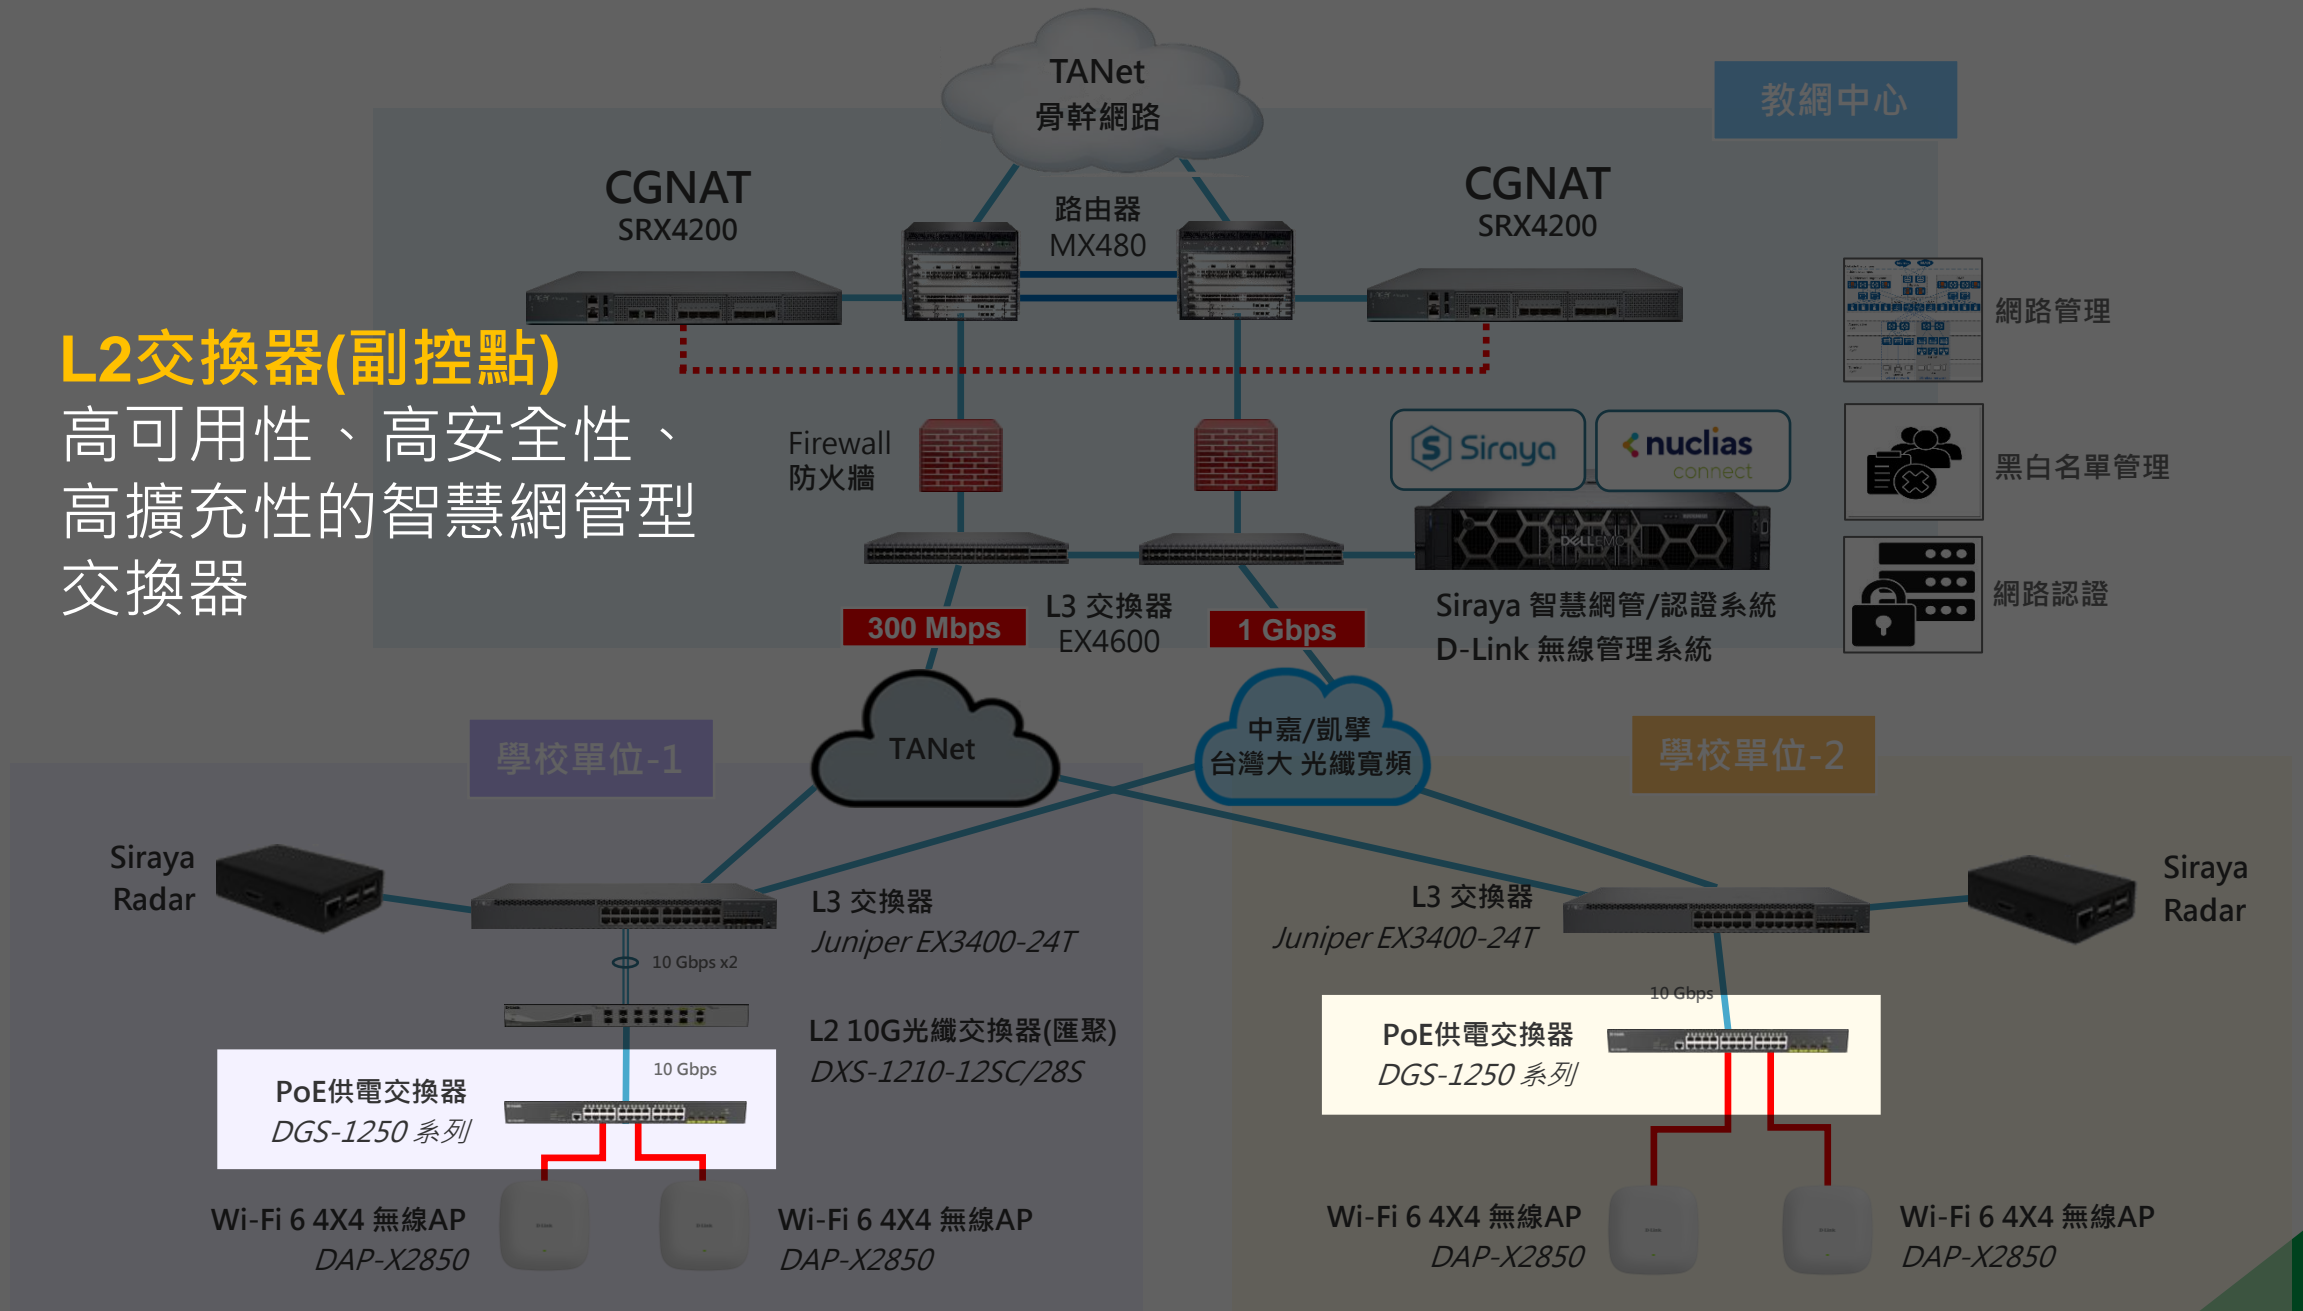 TANet
骨幹網路
教網中心
CGNAT
SRX4200
路由器
MX480
CGNAT
SRX4200
網路管理
L2交換器(副控點)
高可用性、高安全性、
高擴充性的智慧網管型
交換器
Firewall
防火牆
Siraya
nuclias
connect
黑白名單管理
DELL EMC
網路認證
L3 交換器
EX4600
Siraya 智慧網管/認證系統
D-Link 無線管理系統
300 Mbps
1 Gbps
學校單位-1
TANet
中嘉/凱擘
台灣大 光纖寬頻
學校單位-2
Siraya
Radar
L3 交換器
Juniper EX3400-24T
L3 交換器
Juniper EX3400-24T
Siraya
Radar
10 Gbps x2
L2 10G光纖交換器(匯聚)
DXS-1210-12SC/28S
10 Gbps
PoE供電交換器
DGS-1250 系列
10 Gbps
PoE供電交換器
DGS-1250 系列
Wi-Fi 6 4X4 無線AP
DAP-X2850
Wi-Fi 6 4X4 無線AP
DAP-X2850
Wi-Fi 6 4X4 無線AP
DAP-X2850
Wi-Fi 6 4X4 無線AP
DAP-X2850